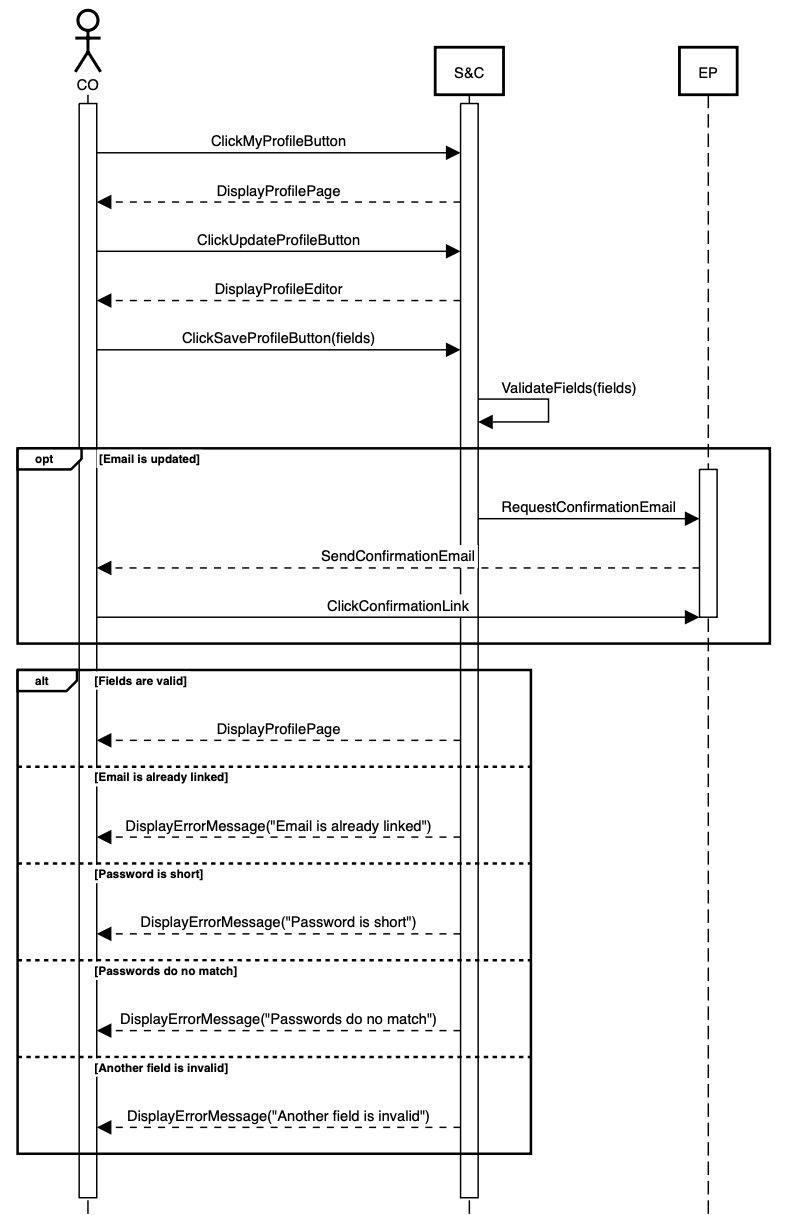 CO
S&C
EP
ClickMyProfileButton
DisplayProfilePage
ClickUpdateProfileButton
DisplayProfileEditor
ClickSaveProfileButton(fields)
ValidateFields(fields)
opt
[Email is updated]
RequestConfirmationEmail
SendConfirmationEmail
ClickConfirmationLink
alt
[Fields are valid]
DisplayProfilePage
[Email is already linked]
DisplayErrorMessage("Email is already linked")
[Password is short]
DisplayErrorMessage("Password is short")
[Passwords do no match]
DisplayErrorMessage("Passwords do no match")
[Another field is invalid]
DisplayErrorMessage("Another field is invalid")